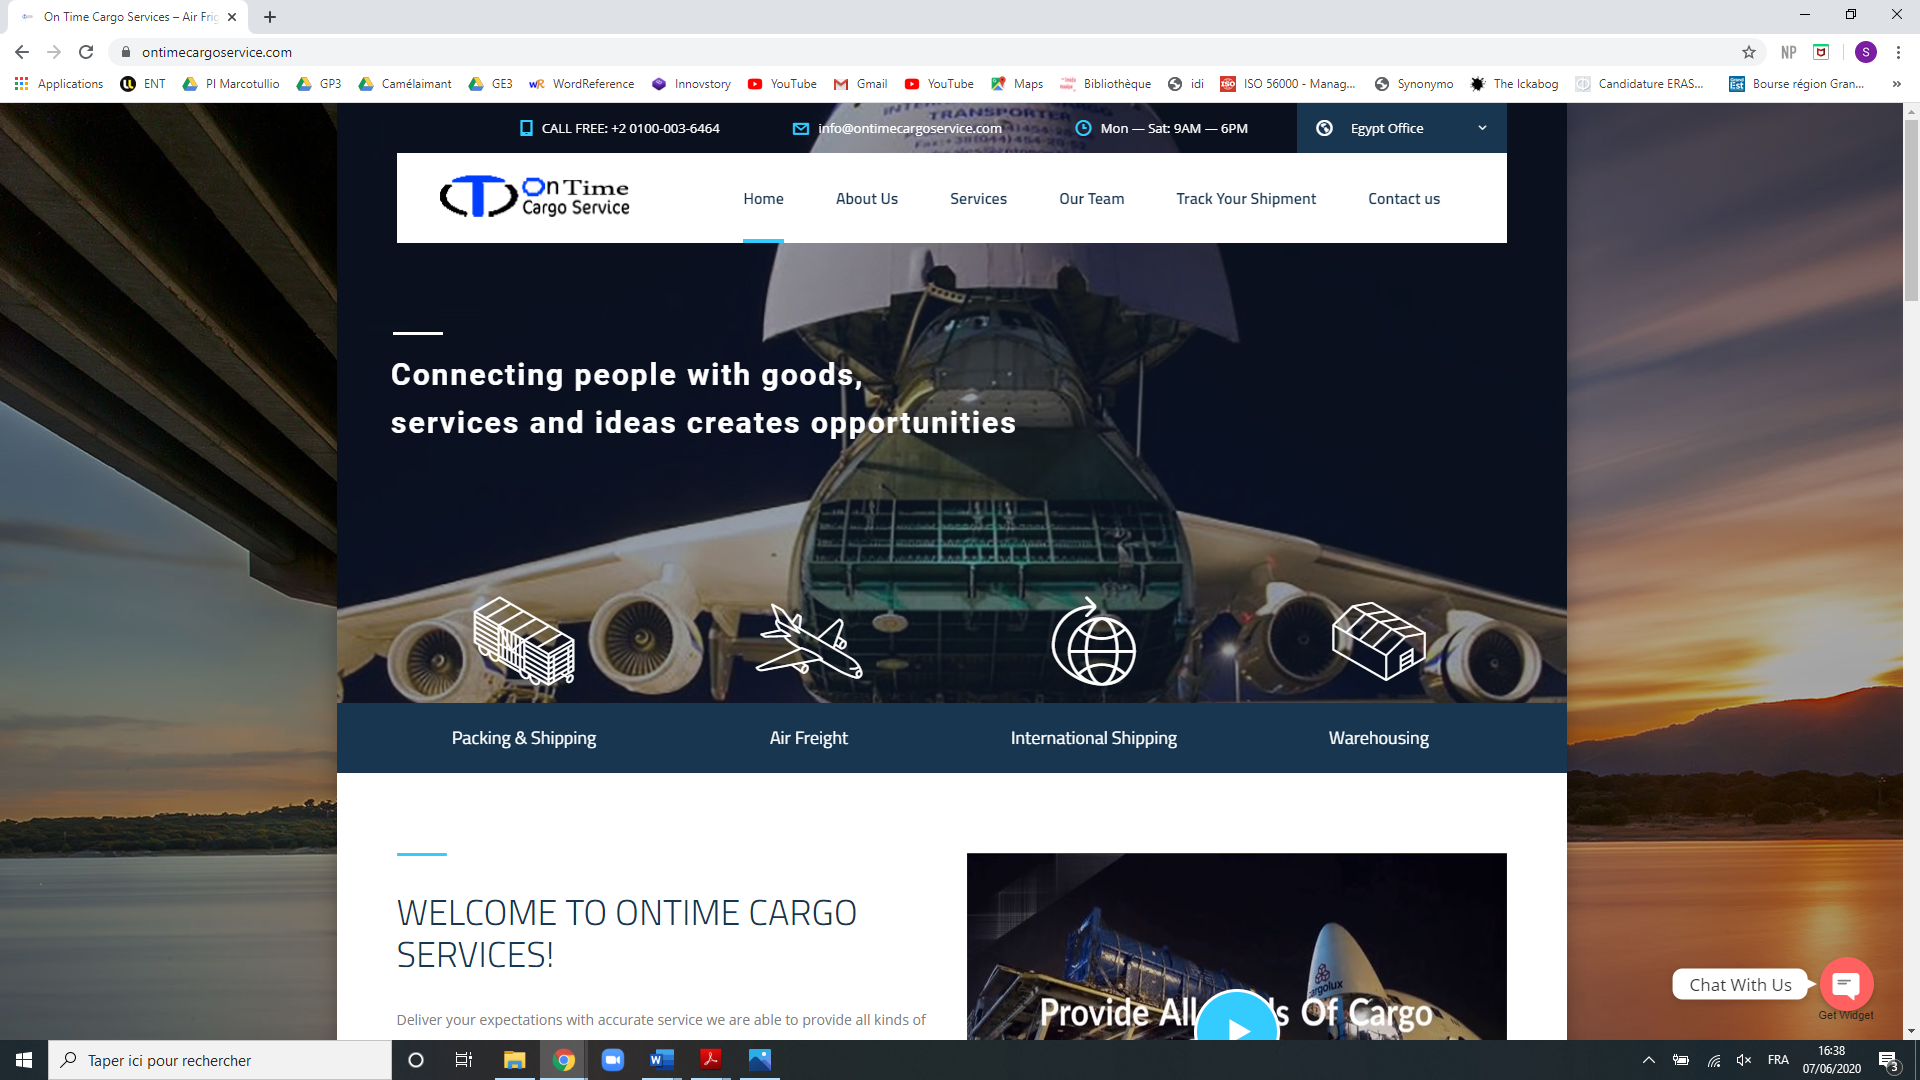 On Time Cargo Services – Air Frig
ontimecargoservice.com
NP
S
Applications
ENT
PI Marcotullio
GP3
Camélaimant
GE3
WordReference
Innovstory
YouTube
Gmail
YouTube
Maps
Bibliothèque
idi
ISO 56000 - Manag...
Synonymo
The Ickabog
Candidature ERAS...
Bourse région Gran...
»
CALL FREE: +2 0100-003-6464
info@ontimecargoservice.com
Mon — Sat: 9AM — 6PM
Egypt Office
TRANSPORTER
On Time
Cargo Service
Home
About Us
Services
Our Team
Track Your Shipment
Contact us
Connecting people with goods,
services and ideas creates opportunities
Packing & Shipping
Air Freight
International Shipping
Warehousing
WELCOME TO ONTIME CARGO
SERVICES!
Deliver your expectations with accurate service we are able to provide all kinds of
cargolux
Provide All
s Of Cargo
Chat With Us
Get Widget
Taper ici pour rechercher
FRA
16:38
07/06/2020
3